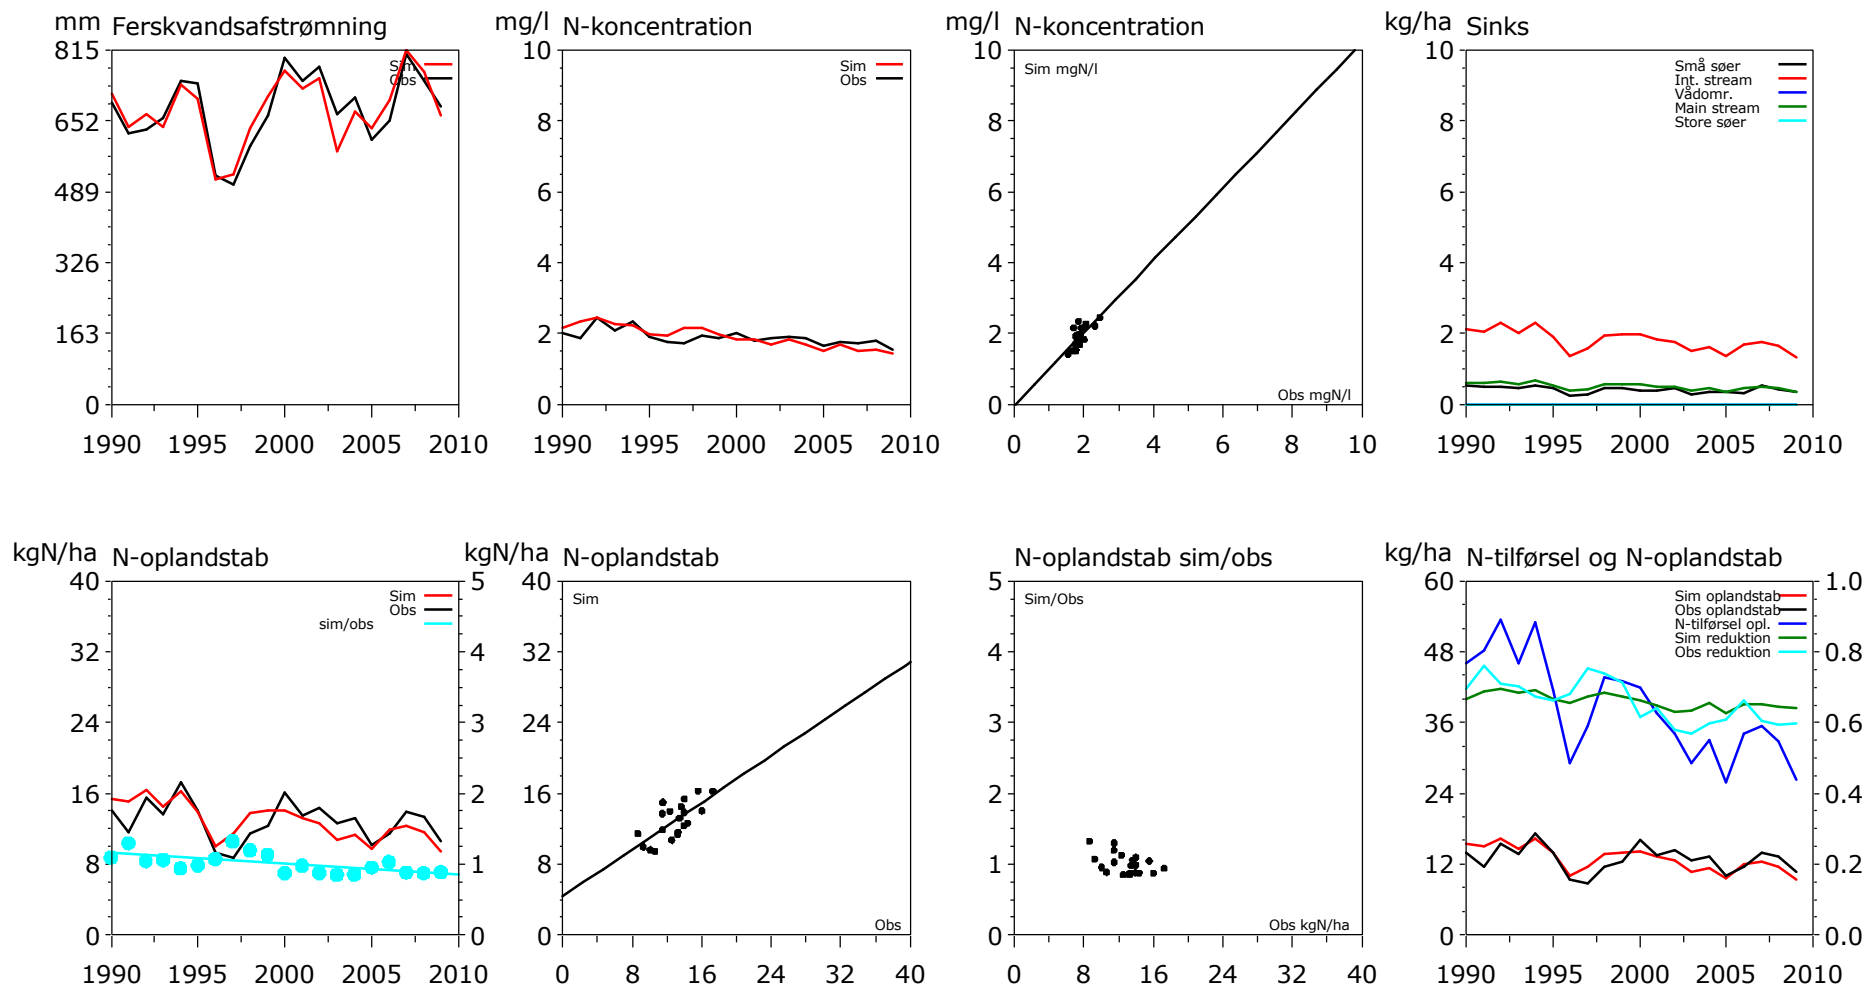 mm Ferskvandsafstrømning
815
652
489
326
163
0
Sim
Obs
1990 1995 2000 2005 2010
mg/l N-koncentration
10
8
6
4
2
0
Sim
Obs
1990 1995 2000 2005 2010
mg/l N-koncentration
10
8
6
4
2
0
Sim mgN/l
Obs mgN/l
0 2 4 6 8 10
kg/ha Sinks
10
8
6
4
2
0
Små søer
Int. stream
Vådomr.
Main stream
Store søer
1990 1995 2000 2005 2010
kgN/ha N-oplandstab
40
32
24
16
8
0
Sim
Obs
sim/obs
5
4
3
2
1
0
1990 1995 2000 2005 2010
kgN/ha N-oplandstab
40
32
24
16
8
0
Sim
Obs
0 8 16 24 32 40
N-oplandstab sim/obs
5
4
3
2
1
0
Sim/Obs
Obs kgN/ha
0 8 16 24 32 40
kg/ha N-tilførsel og N-oplandstab
60
48
36
24
12
0
Sim oplandstab
Obs oplandstab
N-tilførsel opl.
Sim reduktion
Obs reduktion
1.0
0.8
0.6
0.4
0.2
0.0
1990 1995 2000 2005 2010